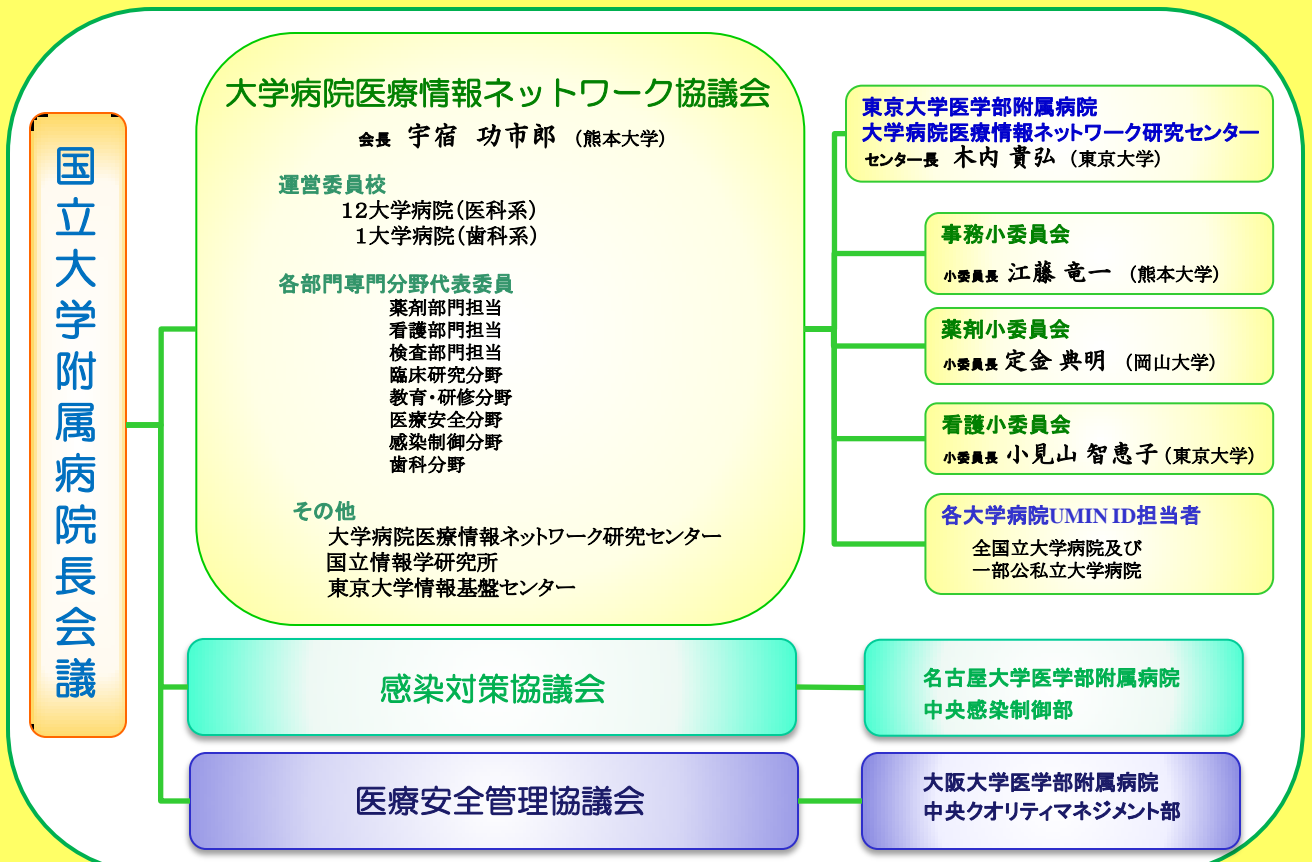 国立大学附属病院長会議
大学病院医療情報ネットワーク協議会
会長 宇宿 功市郎 (熊本大学)
運営委員校
12大学病院(医科系)
1大学病院(歯科系)
各部門専門分野代表委員
薬剤部門担当
看護部門担当
検査部門担当
臨床研究分野
教育・研修分野
医療安全分野
感染制御分野
歯科分野
その他
大学病院医療情報ネットワーク研究センター
国立情報学研究所
東京大学情報基盤センター
東京大学医学部附属病院
大学病院医療情報ネットワーク研究センター
センター長 木内 貴弘 (東京大学)
事務小委員会
小委員長 江藤 竜一 (熊本大学)
薬剤小委員会
小委員長 定金 典明 (岡山大学)
看護小委員会
小委員長 小見山 智恵子 (東京大学)
各大学病院UMIN ID担当者
全国立大学病院及び
一部公私立大学病院
感染対策協議会
名古屋大学医学部附属病院
中央感染制御部
医療安全管理協議会
大阪大学医学部附属病院
中央クオリティマネジメント部